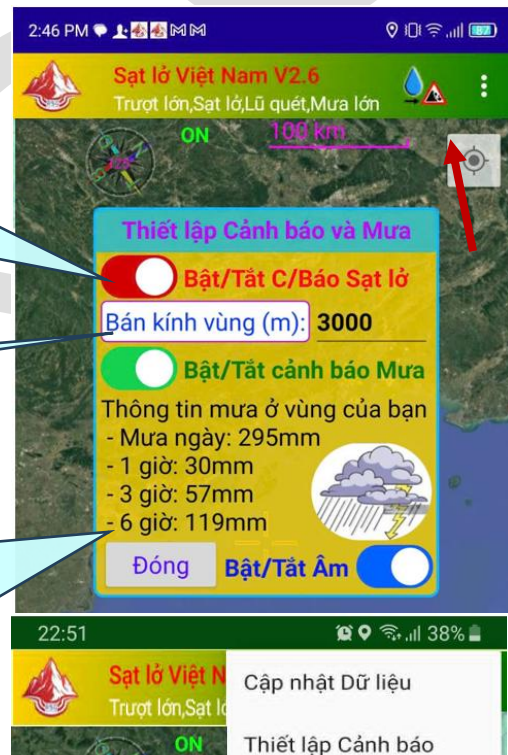 2:46 PM
87
Sạt lở Việt Nam V2.6
Trượt lớn,Sạt lở,Lũ quét,Mưa lớn
ON
100 km
Thiết lập Cảnh báo và Mưa
Bật/Tắt C/Báo Sạt lở
Bán kính vùng (m): 3000
Bật/Tắt cảnh báo Mưa
Thông tin mưa ở vùng của bạn
- Mưa ngày: 295mm
- 1 giờ: 30mm
- 3 giờ: 57mm
- 6 giờ: 119mm
Đóng Bật/Tắt Âm
22:51 38%
Sạt lở Việt N
Trượt lớn,Sạt lở
Cập nhật Dữ liệu
ON
Thiết lập Cảnh báo